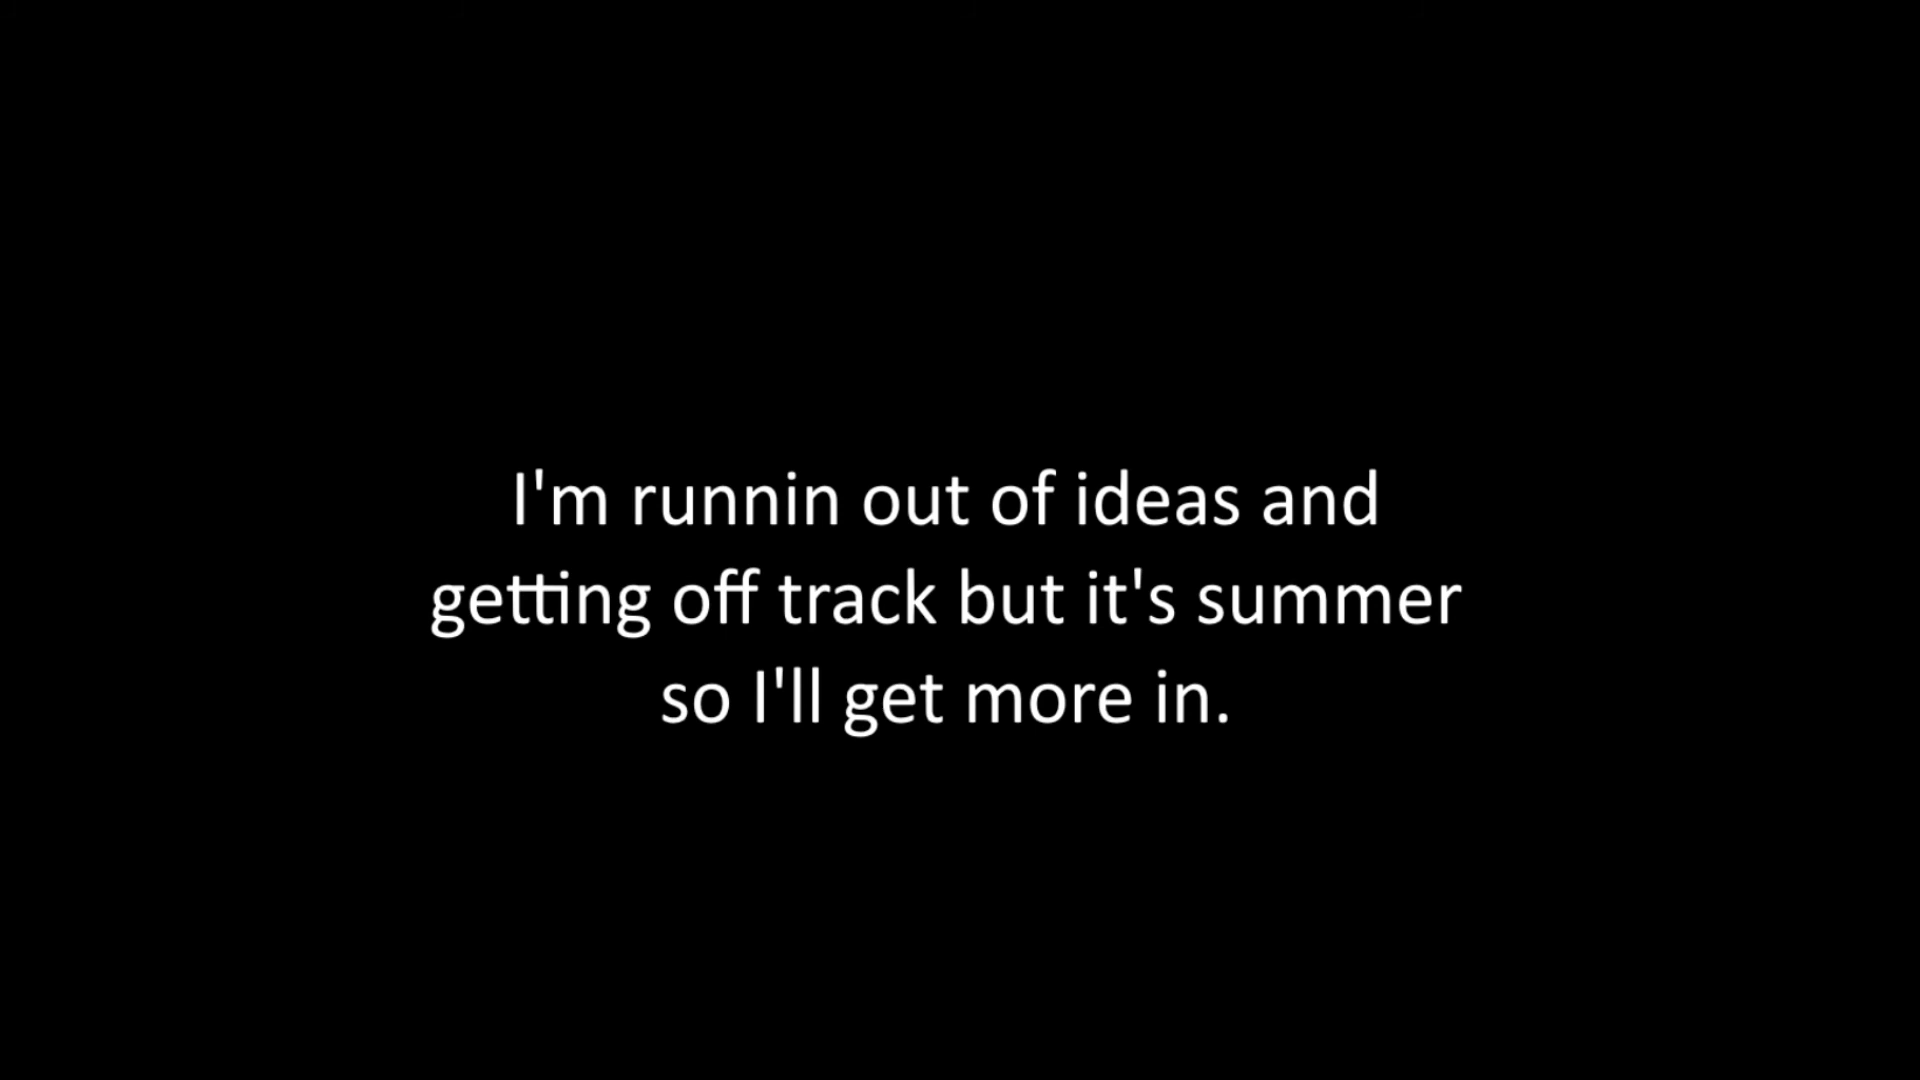 I'm runnin out of ideas and
getting off track but it's summer
so I'll get more in.